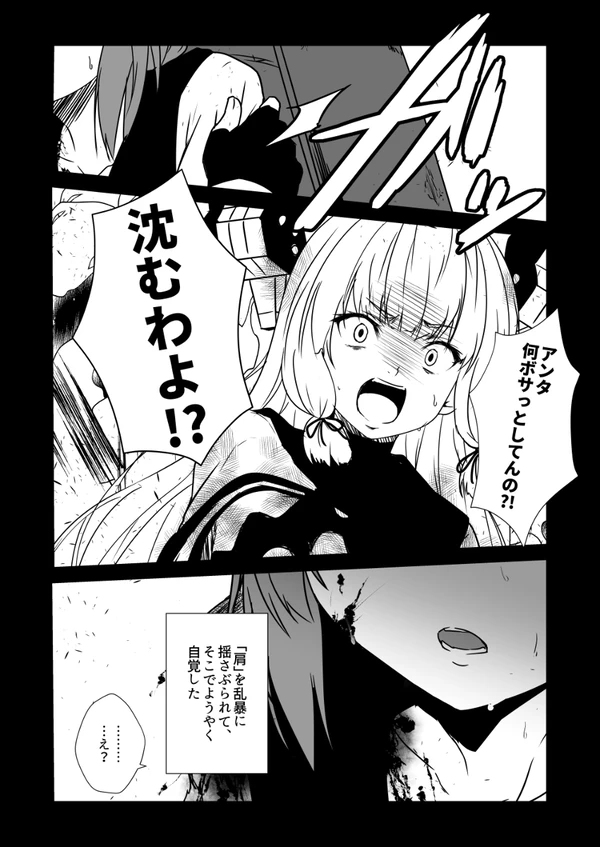 ガッ
アンタ
何ボサっとしてんの?!
沈むわよ!?
「肩」を乱暴に
揺さぶられて、
そこでようやく
自覚した
………
…え?